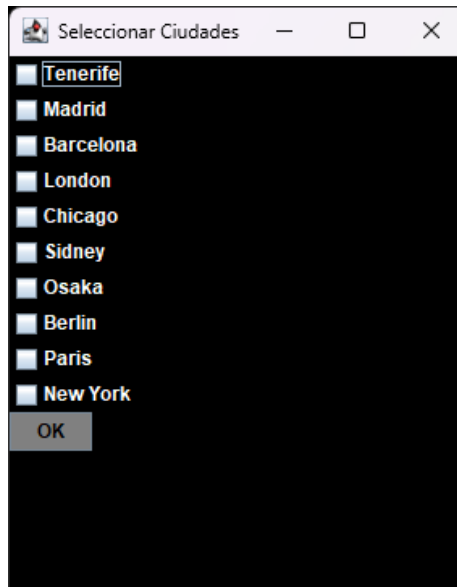 Seleccionar Ciudades
Tenerife
Madrid
Barcelona
London
Chicago
Sidney
Osaka
Berlin
Paris
New York
OK